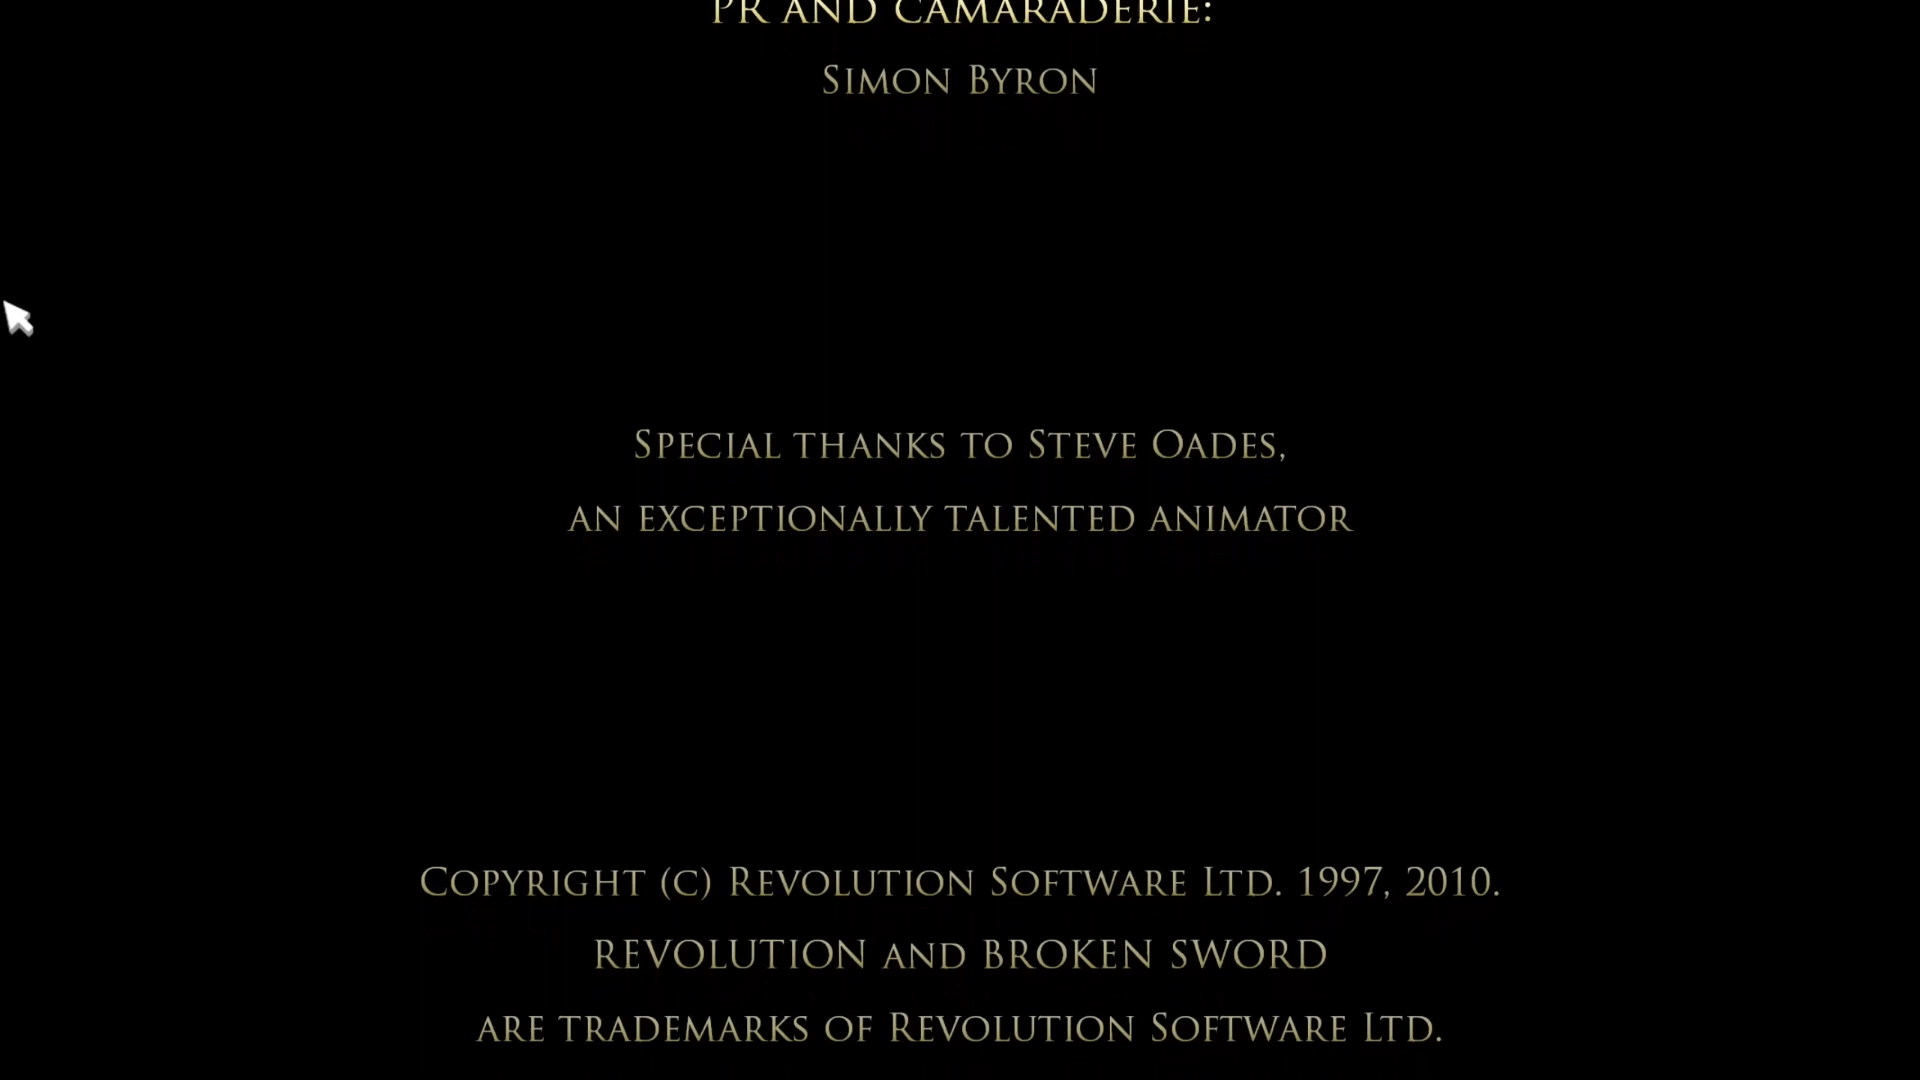 PR AND CAMARADERIE:
SIMON BYRON
SPECIAL THANKS TO STEVE OADES,
AN EXCEPTIONALLY TALENTED ANIMATOR
COPYRIGHT (C) REVOLUTION SOFTWARE LTD. 1997, 2010.
REVOLUTION AND BROKEN SWORD
ARE TRADEMARKS OF REVOLUTION SOFTWARE LTD.